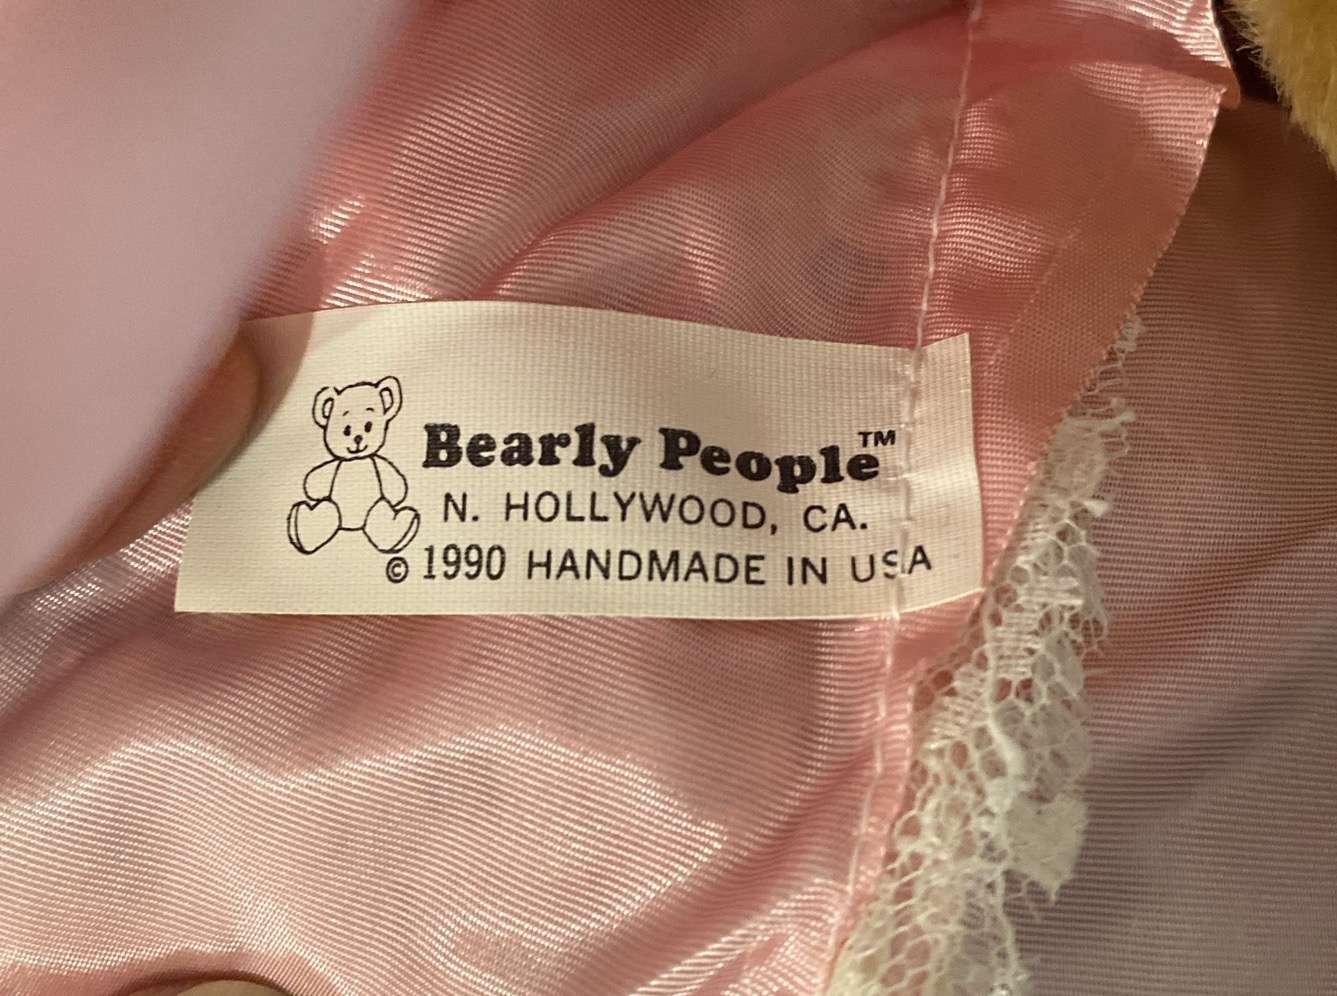 Bearly People™
N. HOLLYWOOD, CA.
© 1990 HANDMADE IN USA